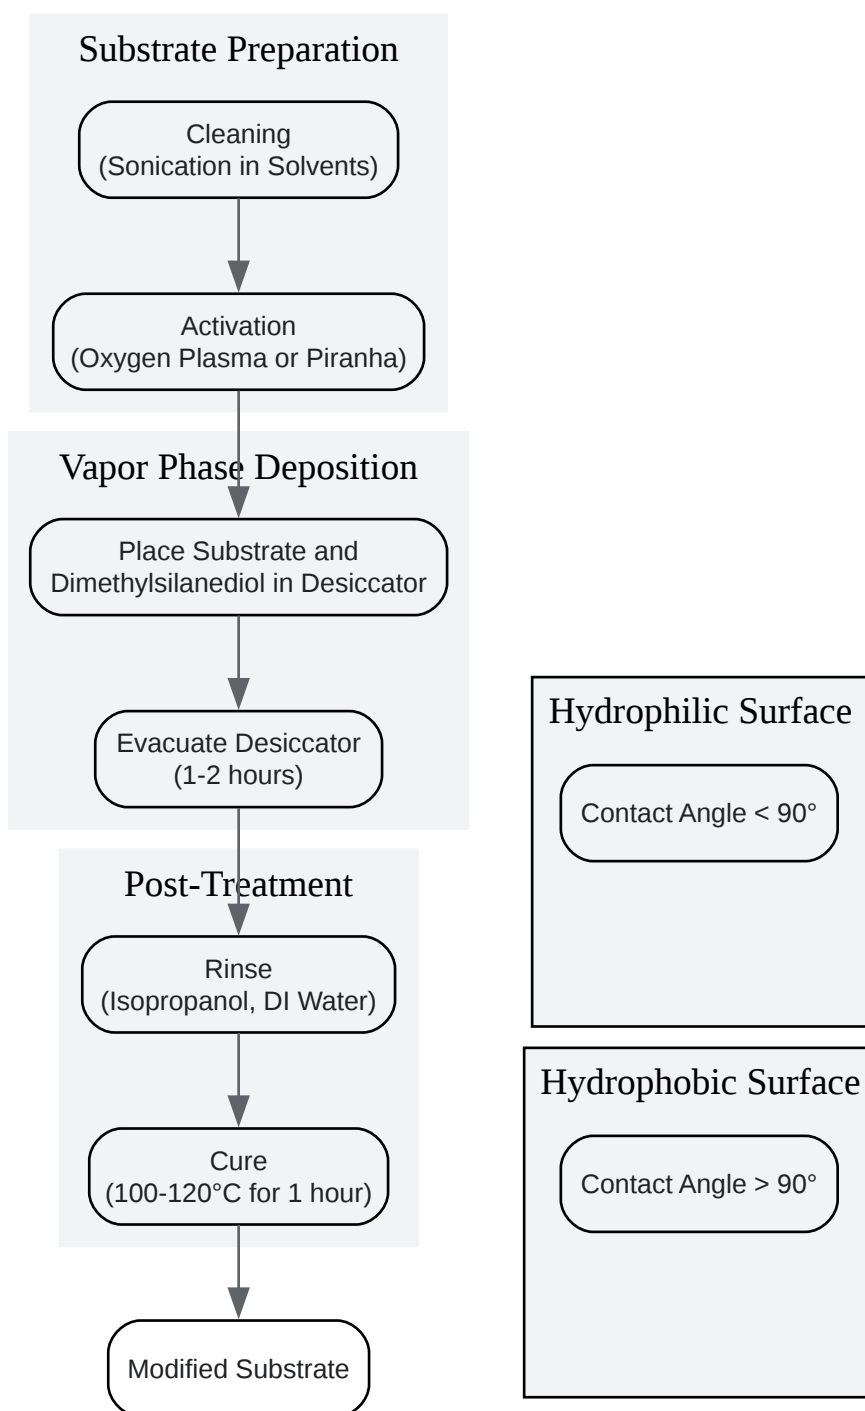 Substrate Preparation
Cleaning
(Sonication in Solvents)
Activation
(Oxygen Plasma or Piranha)
Vapor Phase Deposition
Place Substrate and
Dimethylsilanediol in Desiccator
Evacuate Desiccator
(1-2 hours)
Post-Treatment
Rinse
(Isopropanol, DI Water)
Cure
(100-120°C for 1 hour)
Modified Substrate
Hydrophilic Surface
Contact Angle < 90°
Hydrophobic Surface
Contact Angle > 90°